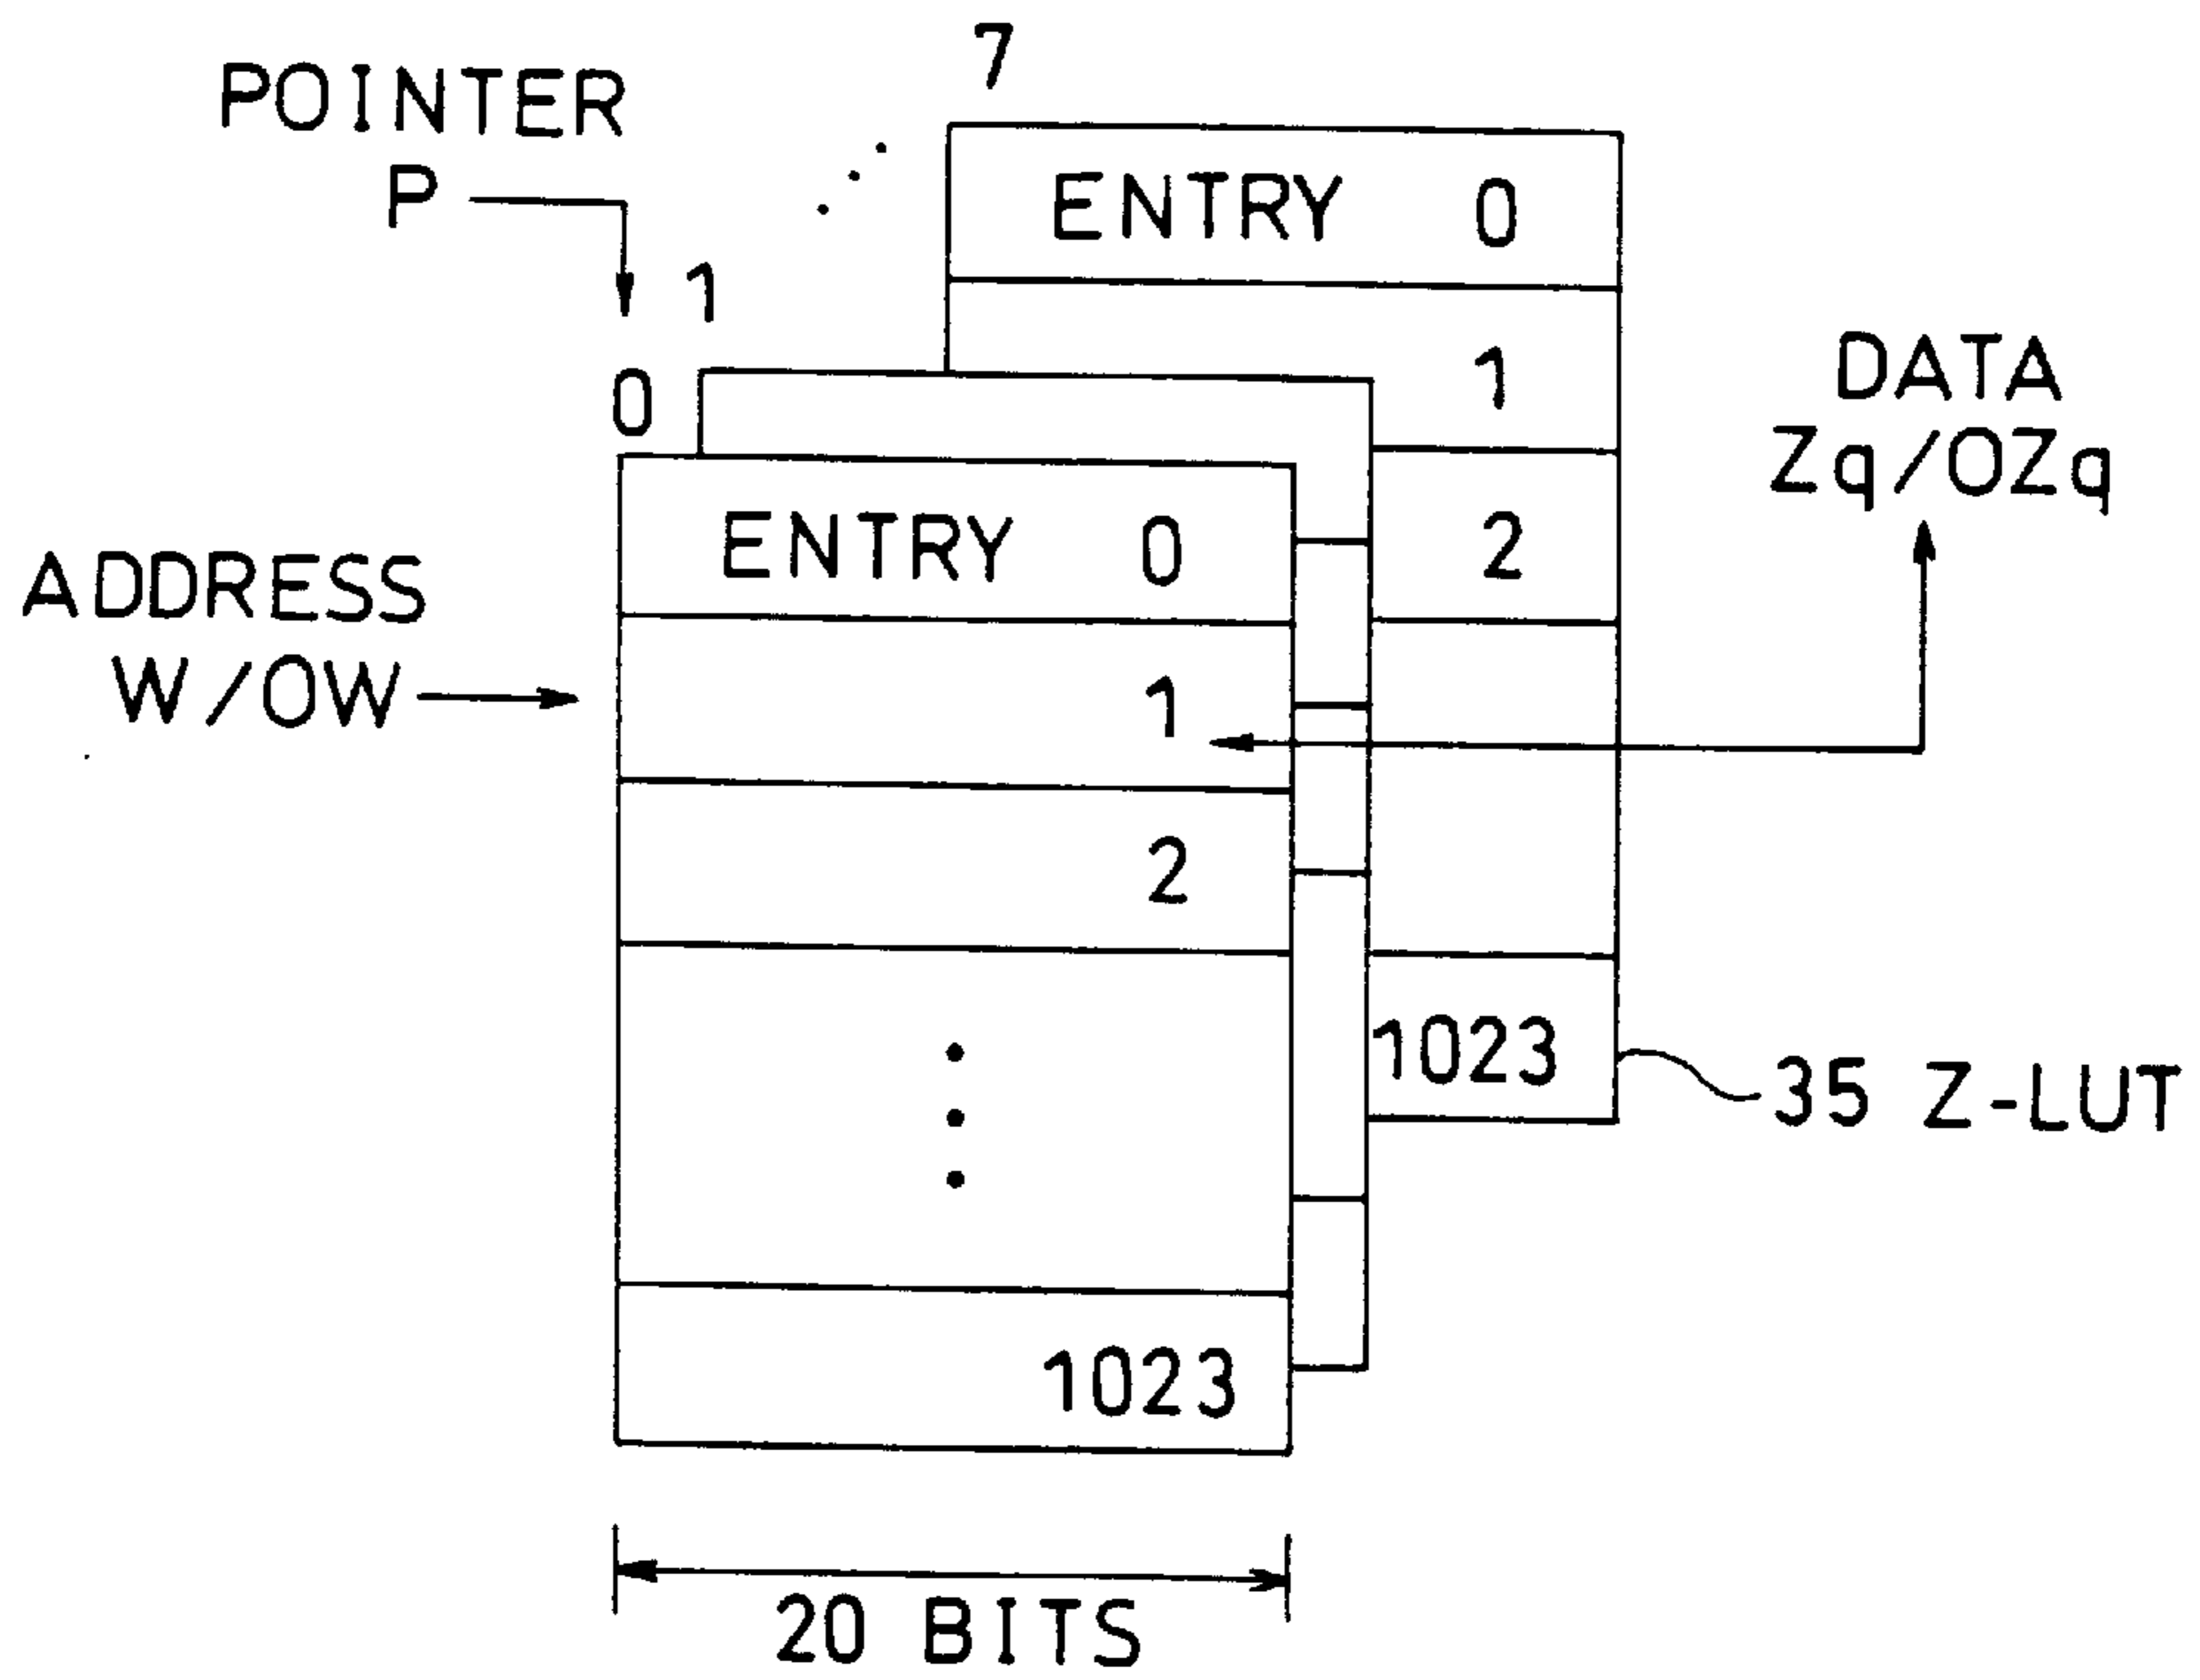 7
POINTER
P
1
0
ENTRY 0
1
2
1023
DATA
Zq/OZq
ENTRY 0
1
2
1023
ADDRESS
W/OW
35 Z-LUT
20 BITS